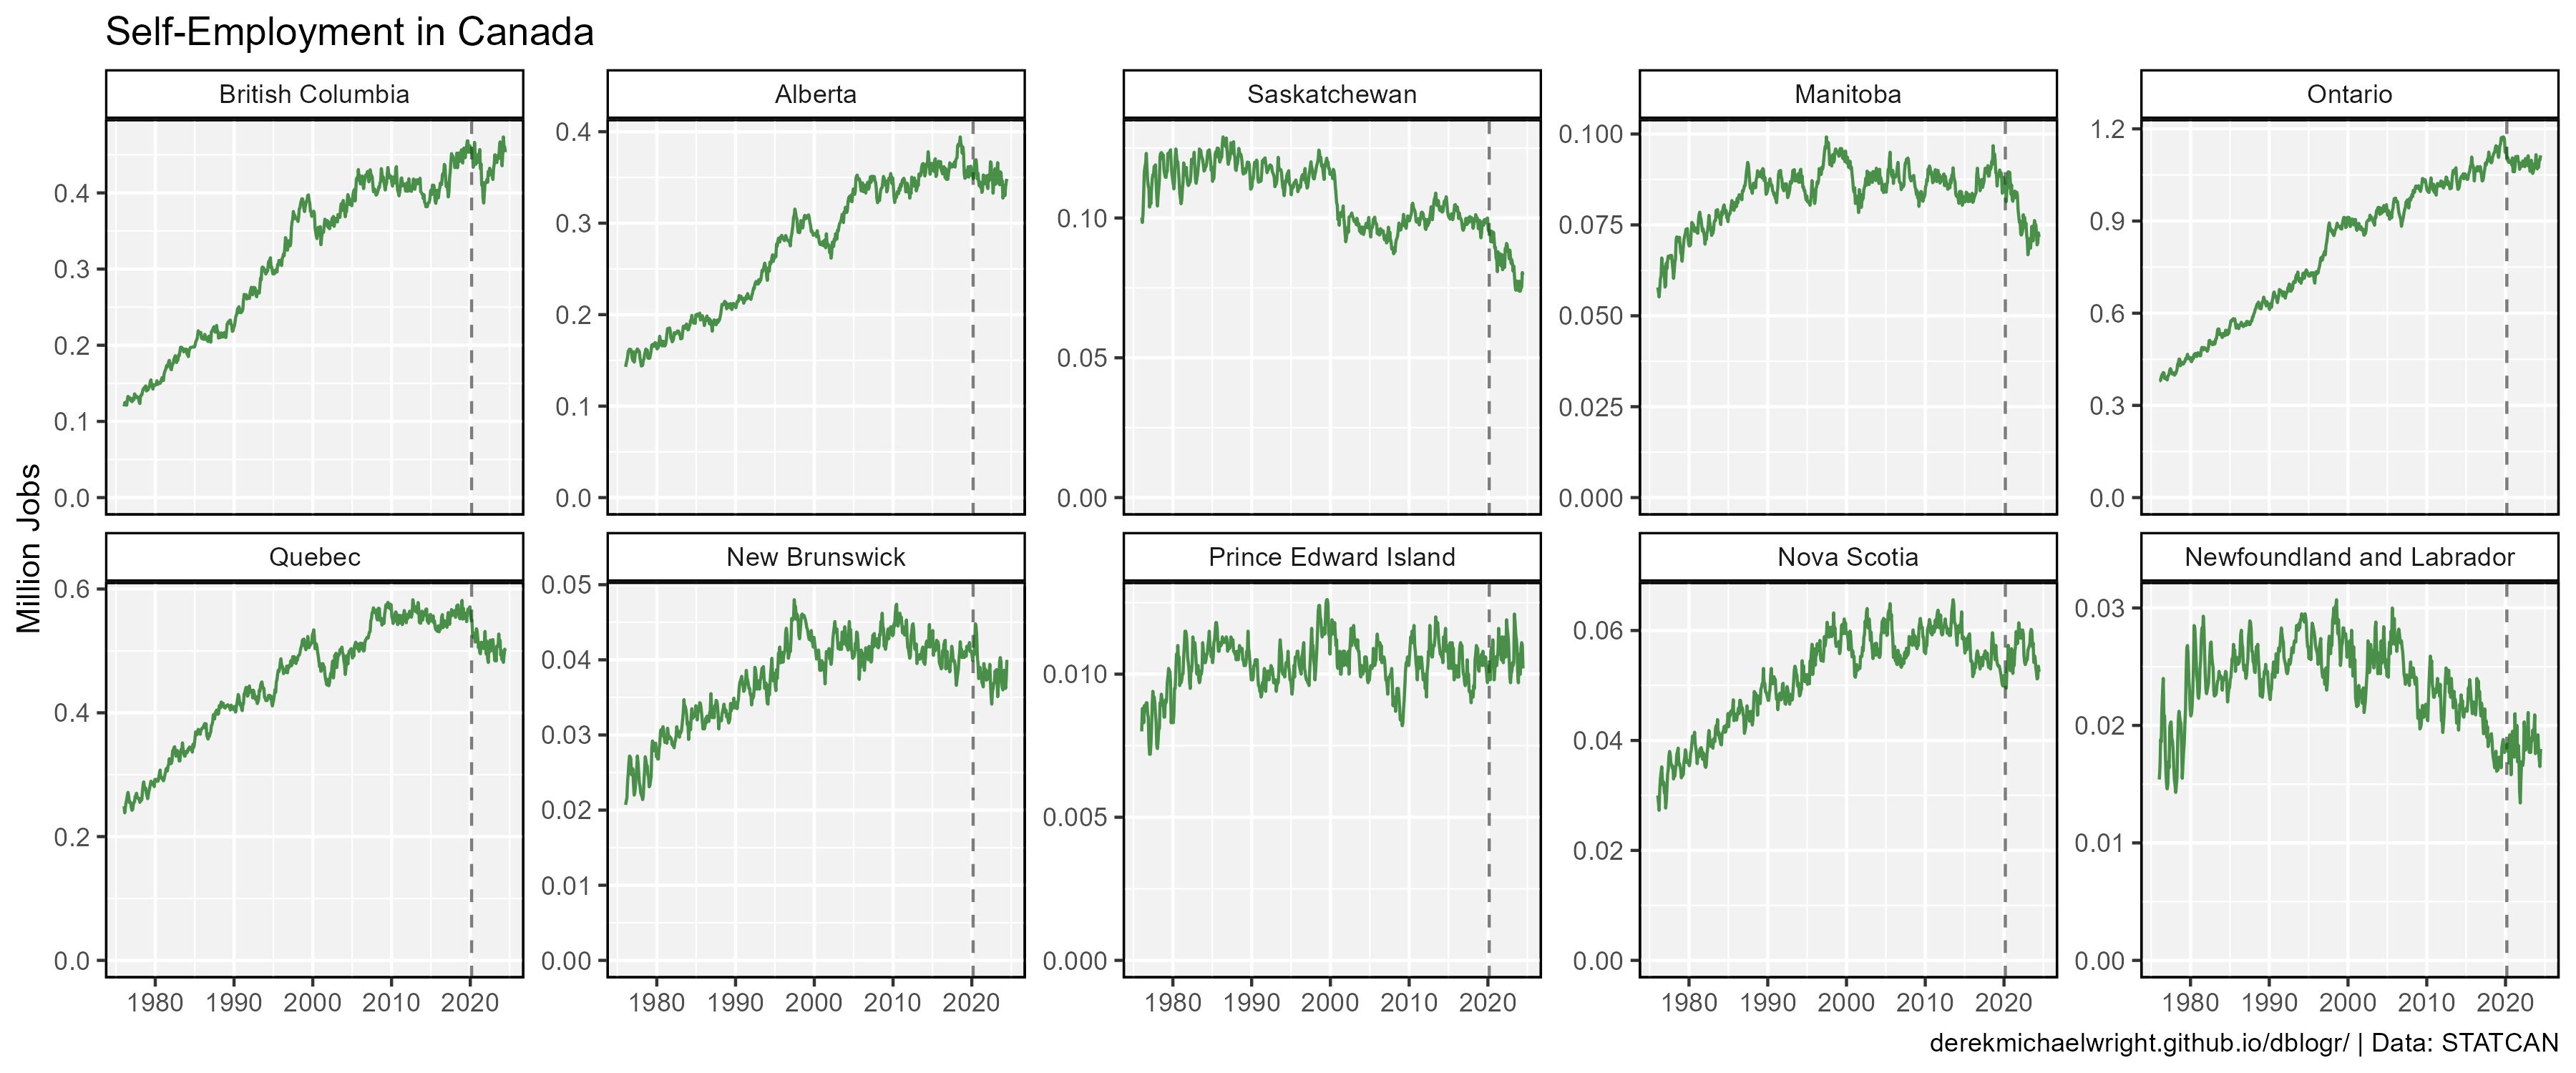 Self-Employment in Canada
Million Jobs
British Columbia
0.4
0.3
0.2
0.1
0.0
Alberta
0.4
0.3
0.2
0.1
0.0
Saskatchewan
0.10
0.05
0.00
Manitoba
0.100
0.075
0.050
0.025
0.000
Ontario
1.2
0.9
0.6
0.3
0.0
Quebec
0.6
0.4
0.2
0.0
1980 1990 2000 2010 2020
New Brunswick
0.05
0.04
0.03
0.02
0.01
0.00
1980 1990 2000 2010 2020
Prince Edward Island
0.010
0.005
0.000
1980 1990 2000 2010 2020
Nova Scotia
0.06
0.04
0.02
0.00
1980 1990 2000 2010 2020
Newfoundland and Labrador
0.03
0.02
0.01
0.00
1980 1990 2000 2010 2020
derekmichaelwright.github.io/dblogr/ | Data: STATCAN